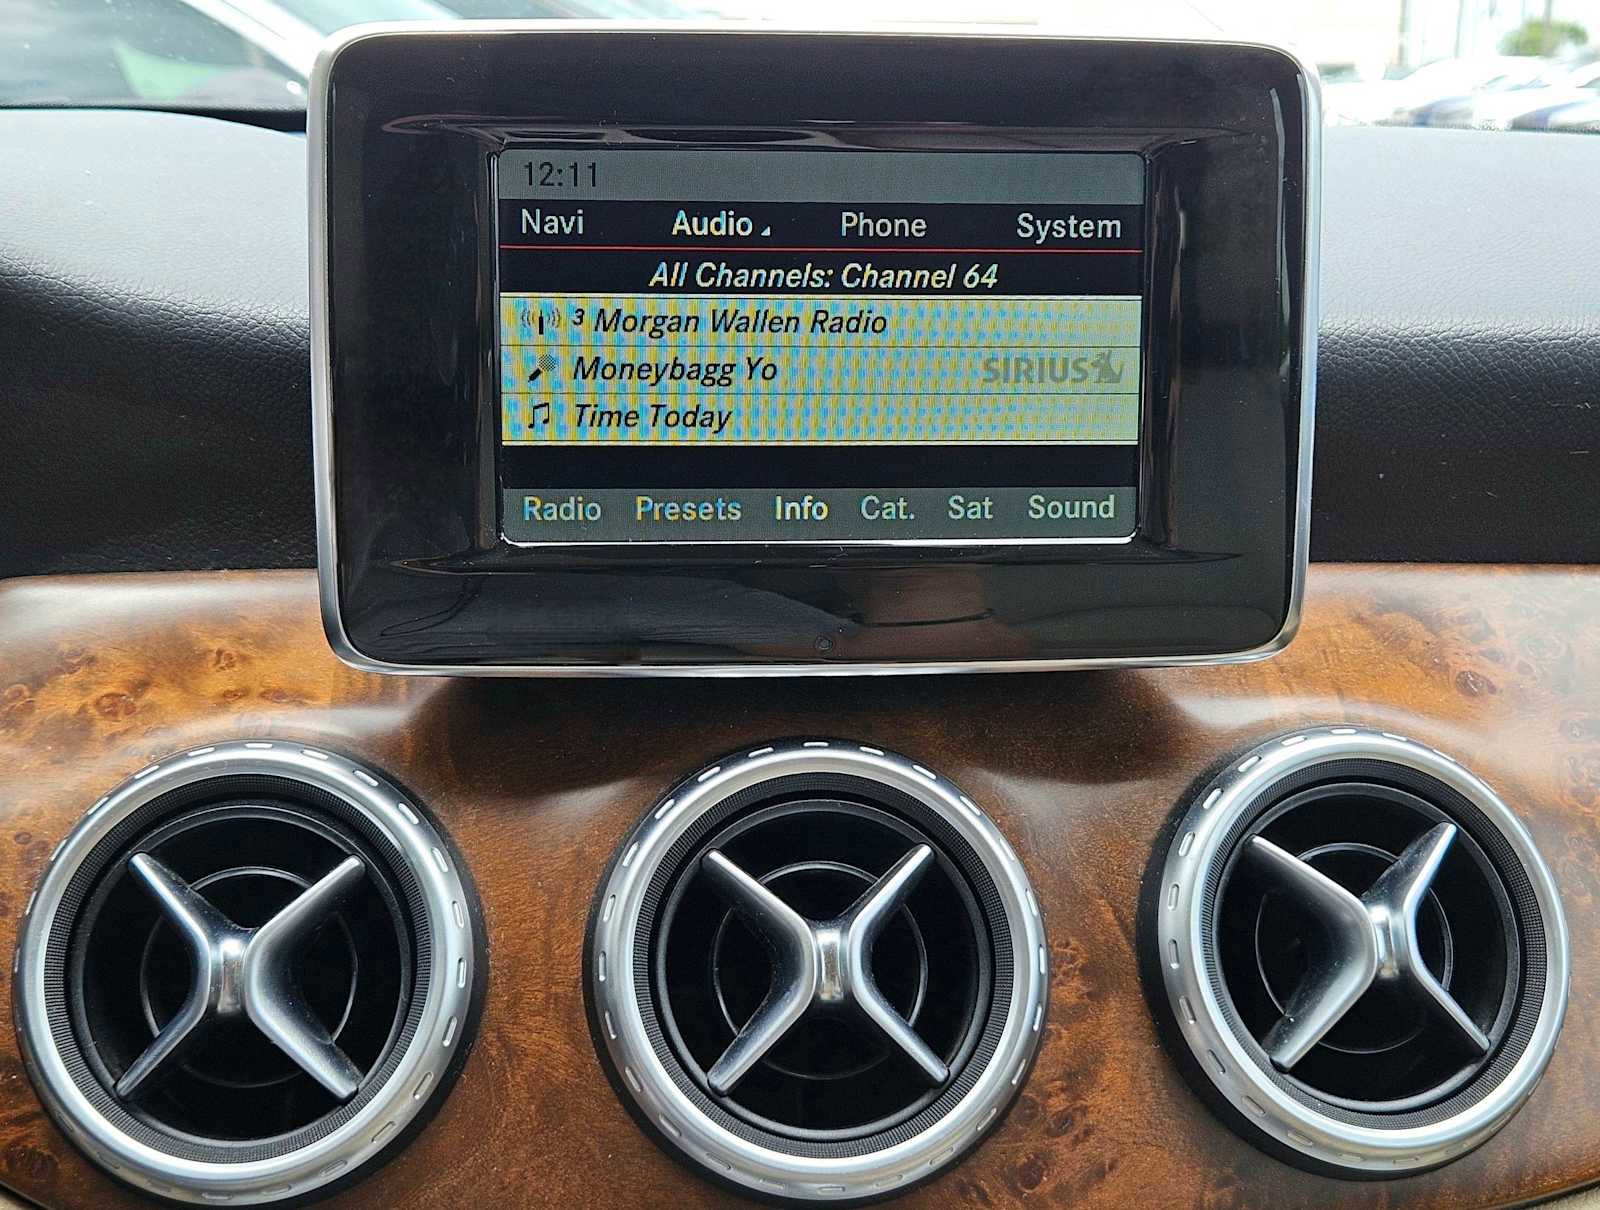 12:11
Navi Audio Phone System
All Channels: Channel 64
3 Morgan Wallen Radio
Moneybagg Yo SIRIUS
Time Today
Radio Presets Info Cat. Sat Sound